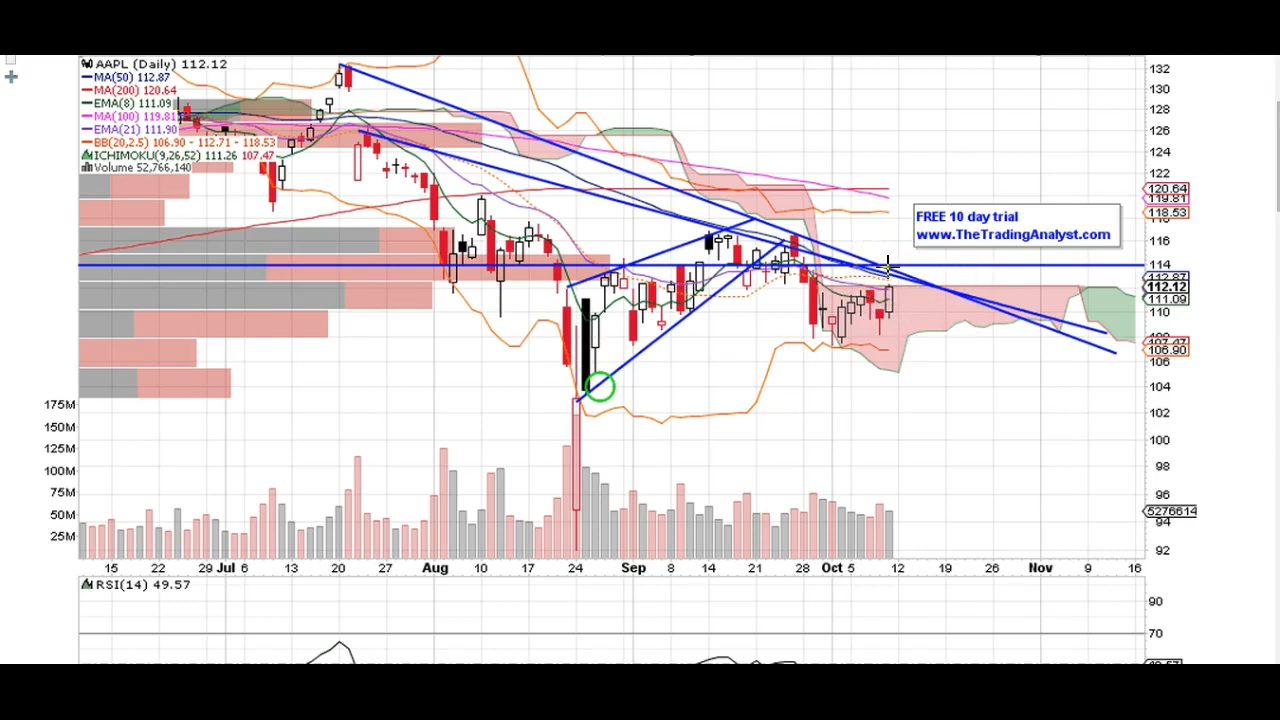 AAPL (Daily) 112.12
MA(50) 112.87
MA(200) 120.64
EMA(8) 111.09
MA(100) 119.81
EMA(21) 111.90
BB(20,2.5) 106.90 - 112.71 - 118.53
ICHIMOKU(9,26,52) 111.26 107.47
Volume 52,766,140
132
130
128
126
124
122
120.64
119.81
118.53
118
116
114
112.87
112.12
111.09
110
108
107.47
106.90
106
104
102
100
98
96
5276614
94
92
FREE 10 day trial
www.TheTradingAnalyst.com
175M
150M
125M
100M
75M
50M
25M
15 22 29 Jul 6 13 20 27 Aug 10 17 24 Sep 8 14 21 28 Oct 5 12 19 26 Nov 9 16
RSI(14) 49.57
90
70